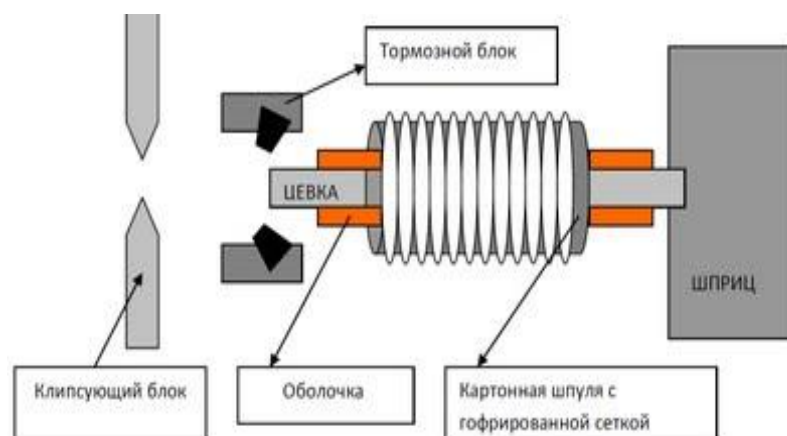 Тормозной блок
ЦЕВКА
ШПРИЦ
Клипсующий блок
Оболочка
Картонная шпуля с
гофрированной сеткой